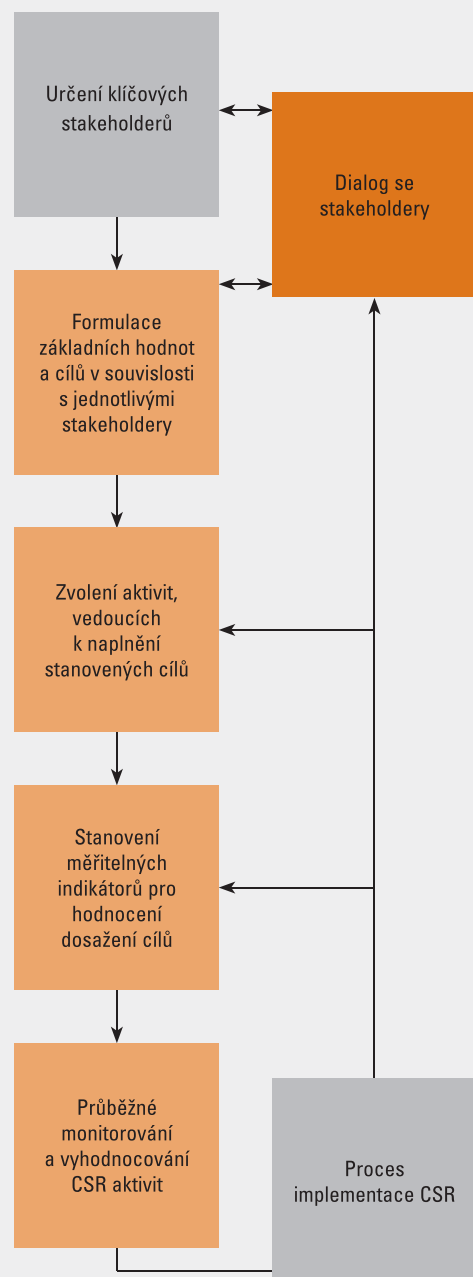 Určení klíčových
stakeholderů
Dialog se
stakeholdery
Formulace
základních hodnot
a cílů v souvislosti
s jednotlivými
stakeholdery
Zvolení aktivit,
vedoucích
k naplnění
stanovených cílů
Stanovení
měřitelných
indikátorů pro
hodnocení
dosažení cílů
Průběžné
monitorování
a vyhodnocování
CSR aktivit
Proces
implementace CSR